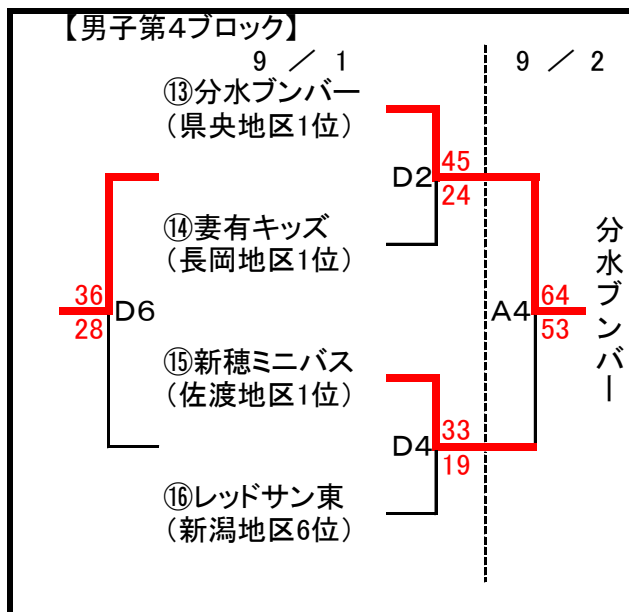 【男子第4ブロック】
9 ／ 1
9 ／ 2
⑬分水ブンバー
（県央地区1位）
45
D2
24
⑭妻有キッズ
（長岡地区1位）
分水ブンバー
36
D6
28
64
A4
53
⑮新穂ミニバス
（佐渡地区1位）
33
D4
19
⑯レッドサン東
（新潟地区6位）